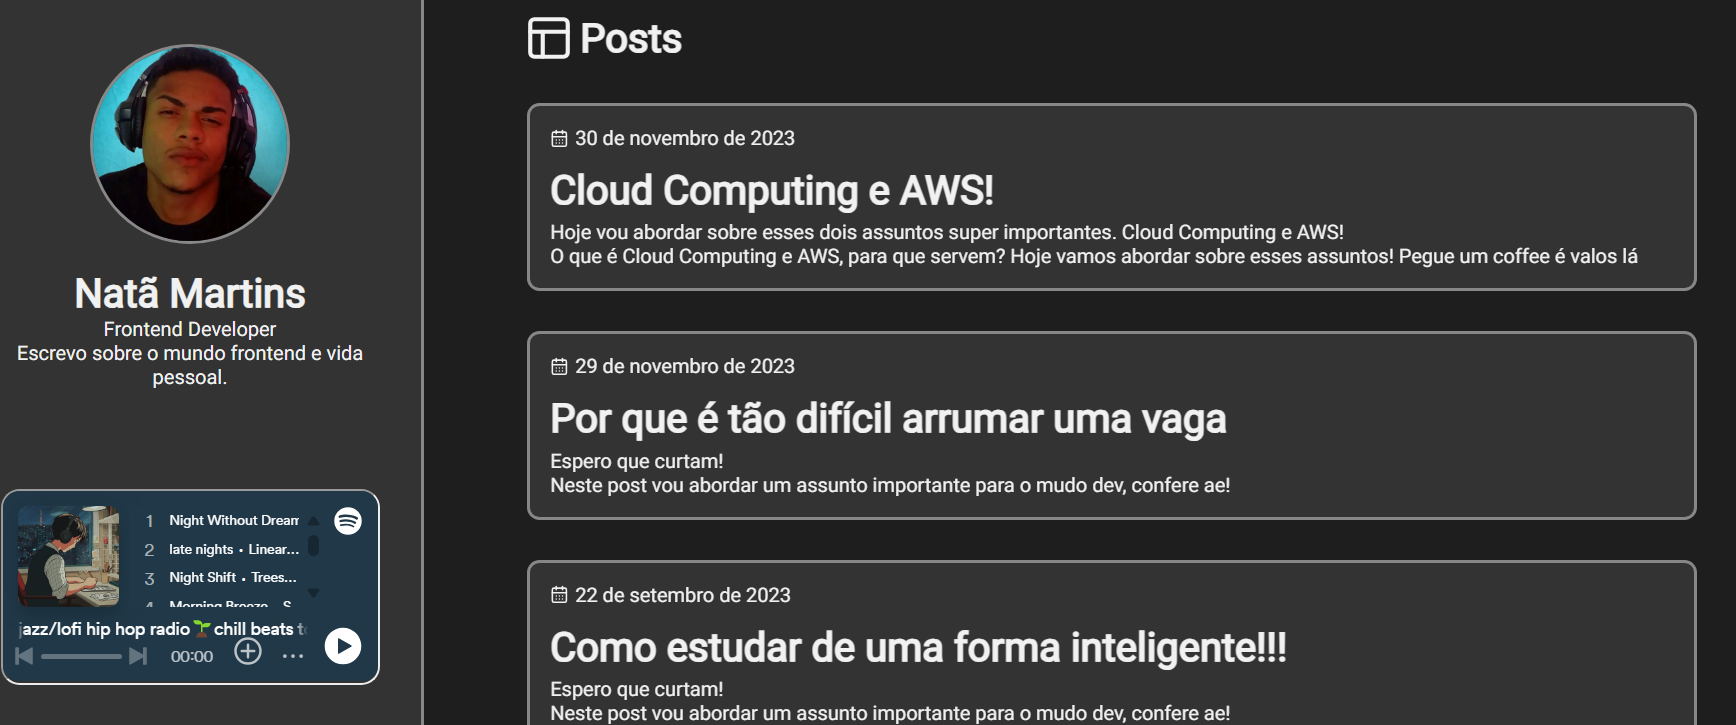 Natã Martins
Frontend Developer
Escrevo sobre o mundo frontend e vida
pessoal.
1 Night Without Dream
2 late nights • Linear...
3 Night Shift • Trees...
4 Morning Breeze
jazz/lofi hip hop radio🌱chill beats to
00:00
Posts
30 de novembro de 2023
Cloud Computing e AWS!
Hoje vou abordar sobre esses dois assuntos super importantes. Cloud Computing e AWS!
O que é Cloud Computing e AWS, para que servem? Hoje vamos abordar sobre esses assuntos! Pegue um coffee é valos lá
29 de novembro de 2023
Por que é tão difícil arrumar uma vaga
Espero que curtam!
Neste post vou abordar um assunto importante para o mudo dev, confere ae!
22 de setembro de 2023
Como estudar de uma forma inteligente!!!
Espero que curtam!
Neste post vou abordar um assunto importante para o mudo dev, confere ae!